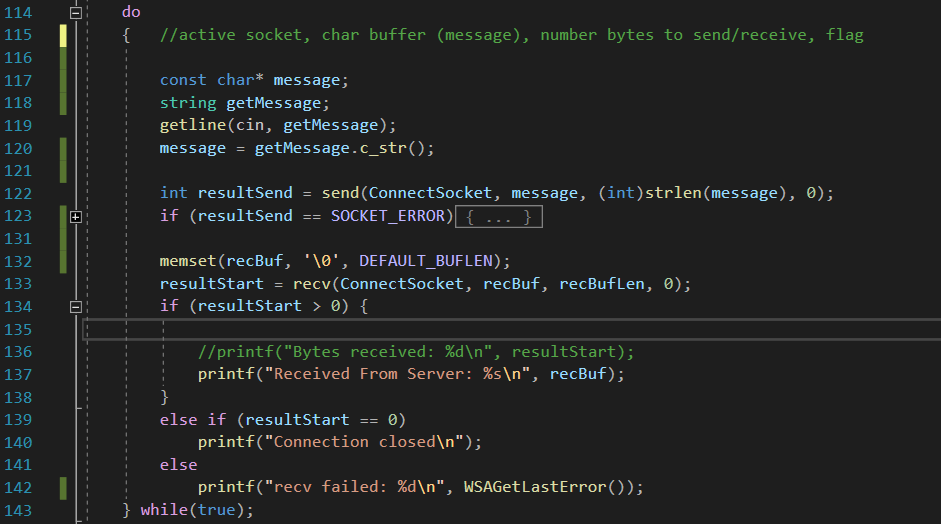 114 do
115 { //active socket, char buffer (message), number bytes to send/receive, flag
116
117 const char* message;
118 string getMessage;
119 getline(cin, getMessage);
120 message = getMessage.c_str();
121
122 int resultSend = send(ConnectSocket, message, (int)strlen(message), 0);
123 if (resultSend == SOCKET_ERROR){ ... }
131
132 memset(recBuf, '\0', DEFAULT_BUFLEN);
133 resultStart = recv(ConnectSocket, recBuf, recBufLen, 0);
134 if (resultStart > 0) {
135
136 //printf("Bytes received: %d\n", resultStart);
137 printf("Received From Server: %s\n", recBuf);
138 }
139 else if (resultStart == 0)
140 printf("Connection closed\n");
141 else
142 printf("recv failed: %d\n", WSAGetLastError());
143 } while(true);